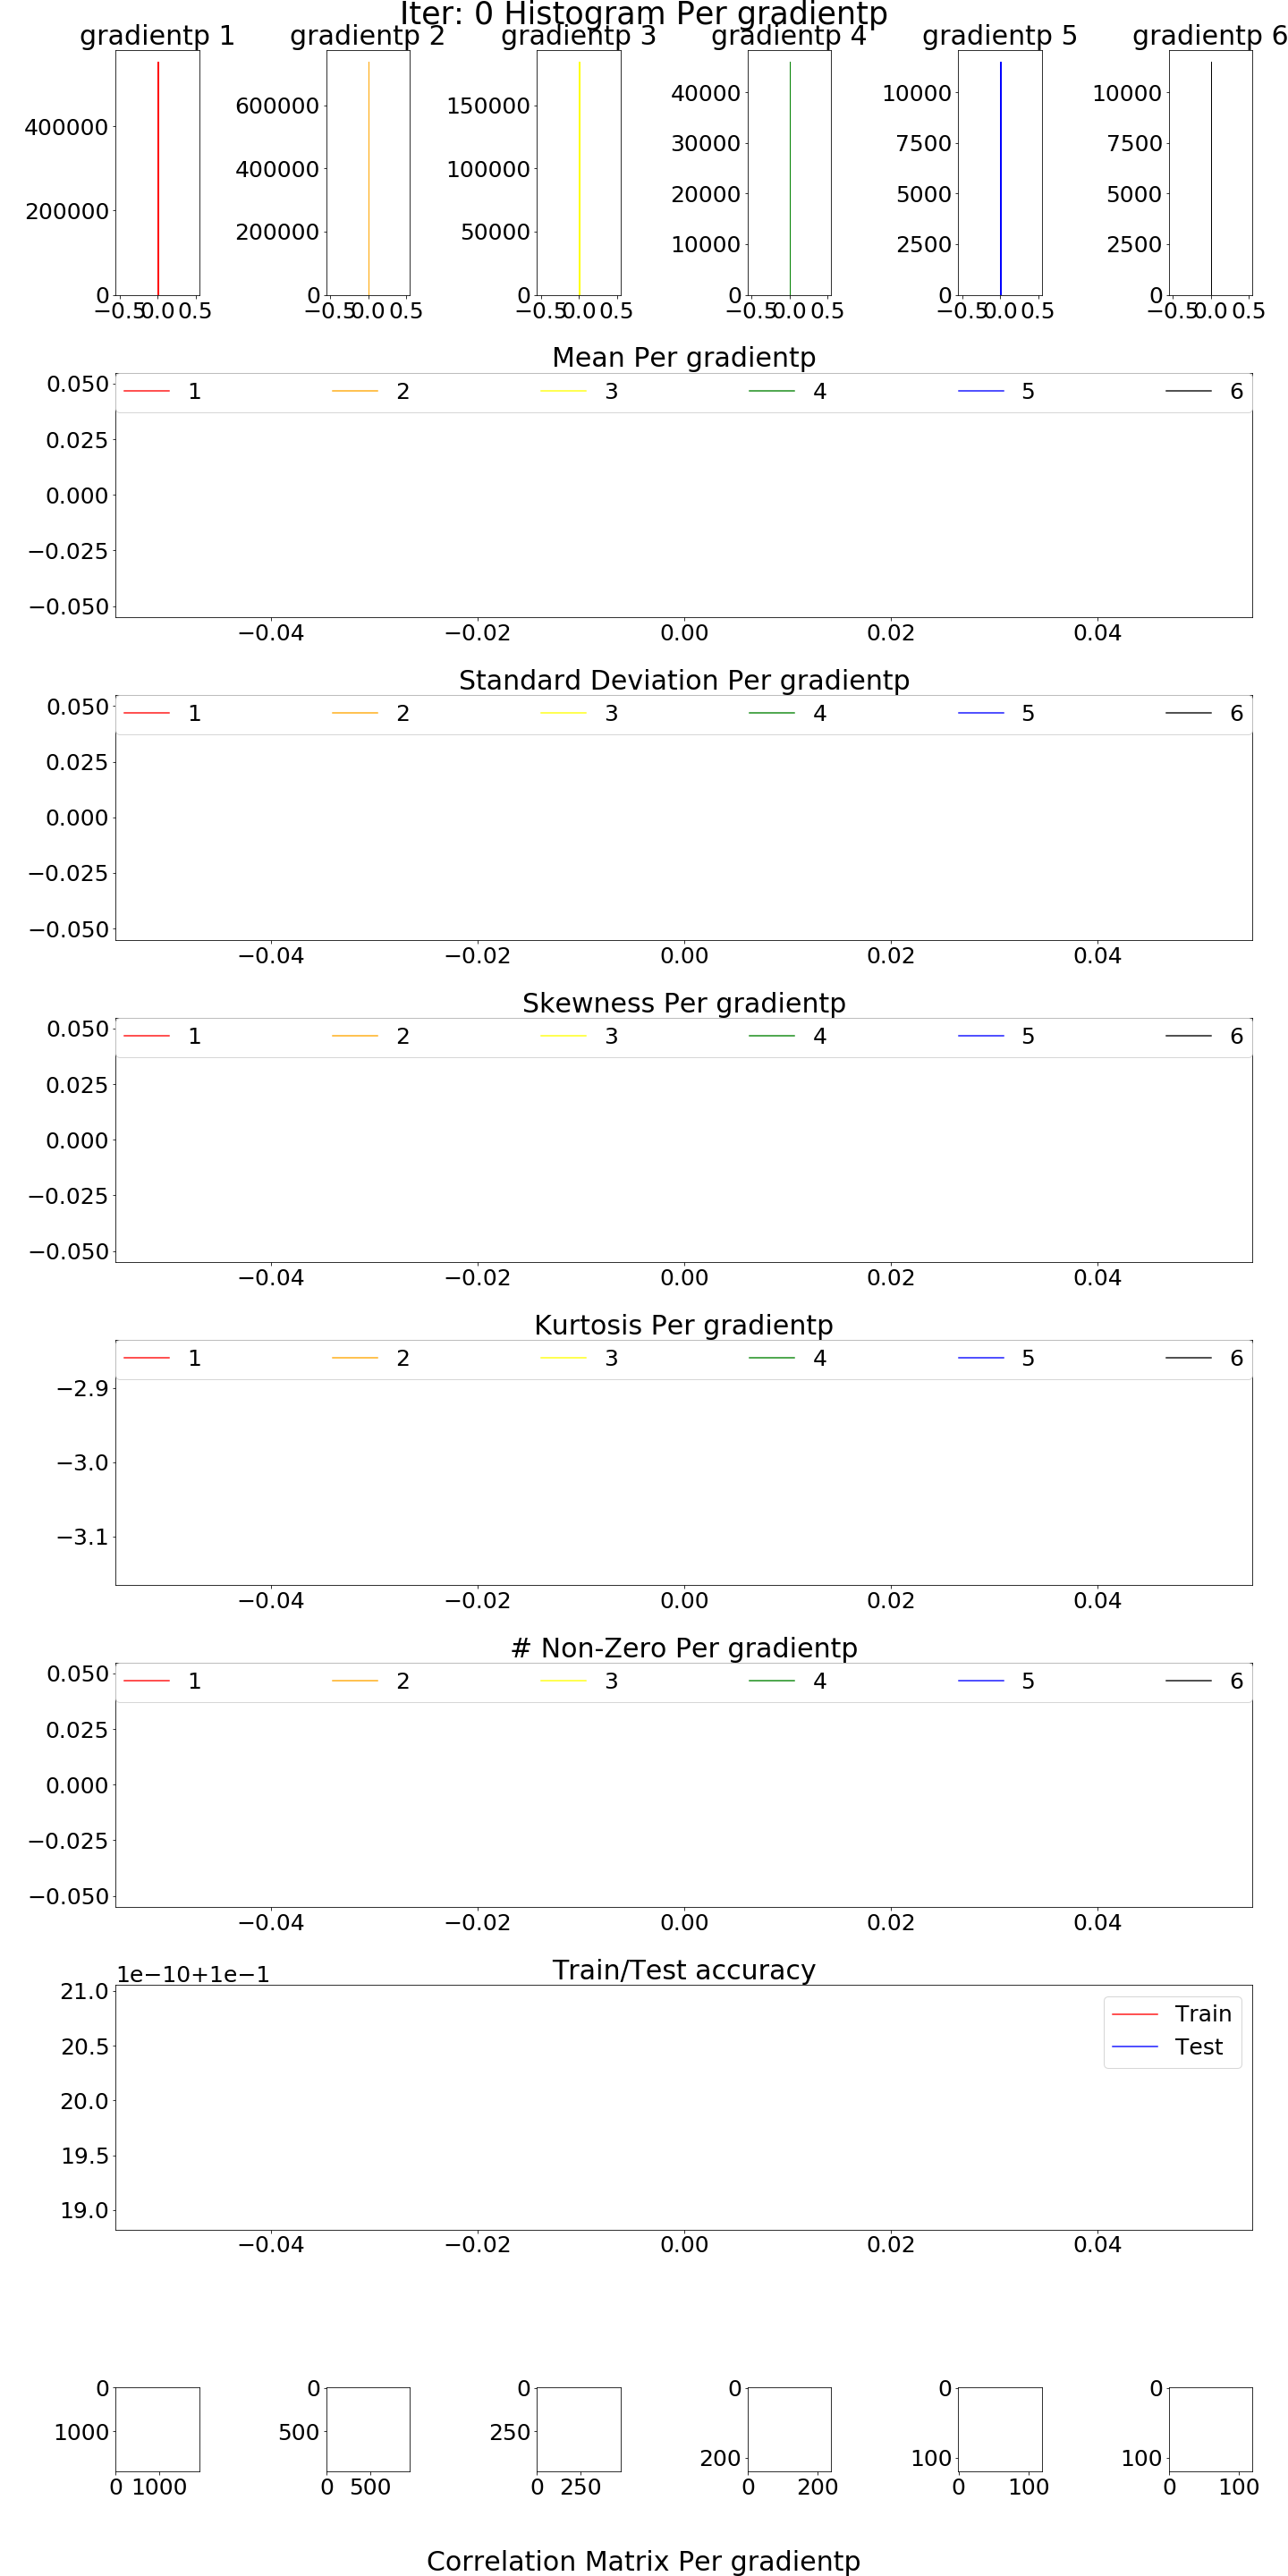 Iter: 0 Histogram Per gradientp
gradientp 1 gradientp 2 gradientp 3 gradientp 4 gradientp 5 gradientp 6
400000
200000
0
−0.5 0.0 0.5
600000
400000
200000
0
−0.5 0.0 0.5
150000
100000
50000
0
−0.5 0.0 0.5
40000
30000
20000
10000
0
−0.5 0.0 0.5
10000
7500
5000
2500
0
−0.5 0.0 0.5
10000
7500
5000
2500
0
−0.5 0.0 0.5
Mean Per gradientp
1 2 3 4 5 6
0.050
0.025
0.000
−0.025
−0.050
−0.04 −0.02 0.00 0.02 0.04
Standard Deviation Per gradientp
1 2 3 4 5 6
0.050
0.025
0.000
−0.025
−0.050
−0.04 −0.02 0.00 0.02 0.04
Skewness Per gradientp
1 2 3 4 5 6
0.050
0.025
0.000
−0.025
−0.050
−0.04 −0.02 0.00 0.02 0.04
Kurtosis Per gradientp
1 2 3 4 5 6
−2.9
−3.0
−3.1
−0.04 −0.02 0.00 0.02 0.04
# Non-Zero Per gradientp
1 2 3 4 5 6
0.050
0.025
0.000
−0.025
−0.050
−0.04 −0.02 0.00 0.02 0.04
Train/Test accuracy
1e−10+1e−1
21.0
20.5
20.0
19.5
19.0
Train
Test
−0.04 −0.02 0.00 0.02 0.04
0
1000
0 1000
0
500
0 500
0
250
0 250
0
200
0 200
0
100
0 100
0
100
0 100
Correlation Matrix Per gradientp